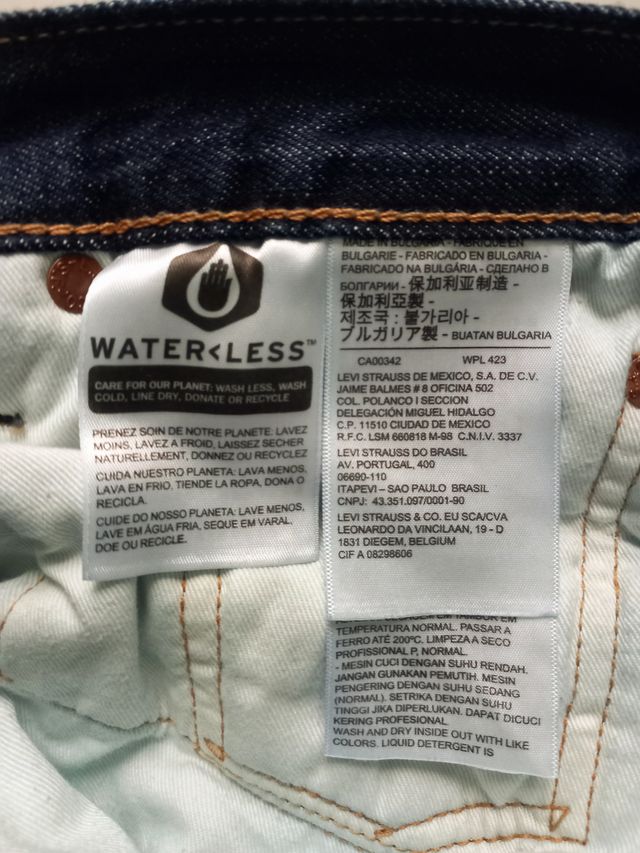 WATER<LESS™
CARE FOR OUR PLANET: WASH LESS, WASH
COLD, LINE DRY, DONATE OR RECYCLE
PRENEZ SOIN DE NOTRE PLANETE: LAVEZ
MOINS, LAVEZ A FROID, LAISSEZ SECHER
NATURELLEMENT, DONNEZ OU RECYCLEZ
CUIDA NUESTRO PLANETA: LAVA MENOS,
LAVA EN FRIO, TIENDE LA ROPA, DONA O
RECICLA.
CUIDE DO NOSSO PLANETA: LAVE MENOS,
LAVE EM ÁGUA FRIA, SEQUE EM VARAL,
DOE OU RECICLE.
MADE IN BULGARIA - FABRIQUE EN
BULGARIE - FABRICADO EN BULGARIA -
FABRICADO NA BULGÁRIA - СДЕЛАНО В
БОЛГАРИИ - 保加利亚制造 -
保加利亞製 -
제조국 : 불가리아 -
ブルガリア製 - BUATAN BULGARIA
CA00342 WPL 423
LEVI STRAUSS DE MEXICO, S.A. DE C.V.
JAIME BALMES # 8 OFICINA 502
COL. POLANCO I SECCION
DELEGACIÓN MIGUEL HIDALGO
C.P. 11510 CIUDAD DE MEXICO
R.F.C. LSM 660818 M-98 C.N.I.V. 3337
LEVI STRAUSS DO BRASIL
AV. PORTUGAL, 400
06690-110
ITAPEVI – SAO PAULO BRASIL
CNPJ: 43.351.097/0001-90
LEVI STRAUSS & CO. EU SCA/CVA
LEONARDO DA VINCILAAN, 19 - D
1831 DIEGEM, BELGIUM
CIF A 08298606
EM TAMBOR EM
TEMPERATURA NORMAL. PASSAR A
FERRO ATÉ 200ºC. LIMPEZA A SECO
PROFISSIONAL P, NORMAL.
- MESIN CUCI DENGAN SUHU RENDAH.
JANGAN GUNAKAN PEMUTIH. MESIN
PENGERING DENGAN SUHU SEDANG
(NORMAL). SETRIKA DENGAN SUHU
TINGGI JIKA DIPERLUKAN. DAPAT DICUCI
KERING PROFESIONAL
WASH AND DRY INSIDE OUT WITH LIKE
COLORS. LIQUID DETERGENT IS